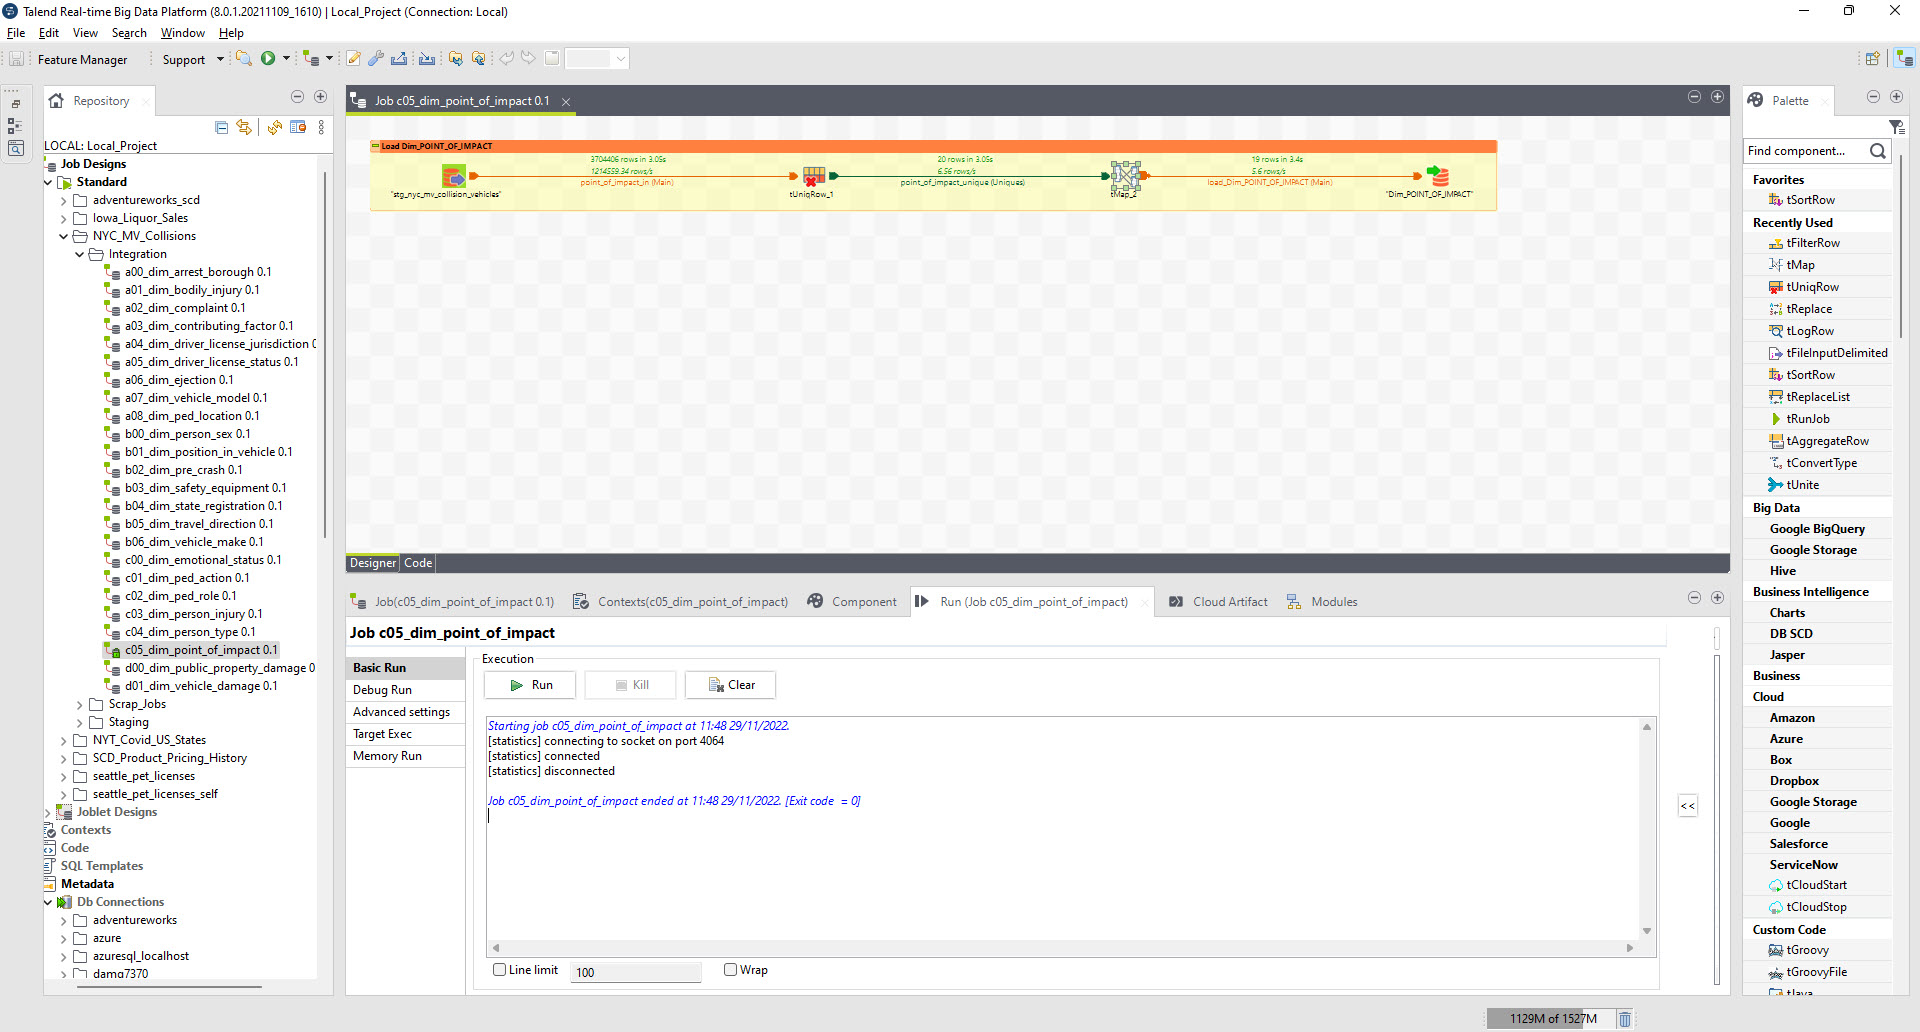 Talend Real-time Big Data Platform (8.0.1.20211109_1610) | Local_Project (Connection: Local)
File Edit View Search Window Help
Feature Manager Support
Repository
LOCAL: Local_Project
Job Designs
Standard
adventureworks_scd
Iowa_Liquor_Sales
NYC_MV_Collisions
Integration
a00_dim_arrest_borough 0.1
a01_dim_bodily_injury 0.1
a02_dim_complaint 0.1
a03_dim_contributing_factor 0.1
a04_dim_driver_license_jurisdiction 0
a05_dim_driver_license_status 0.1
a06_dim_ejection 0.1
a07_dim_vehicle_model 0.1
a08_dim_ped_location 0.1
b00_dim_person_sex 0.1
b01_dim_position_in_vehicle 0.1
b02_dim_pre_crash 0.1
b03_dim_safety_equipment 0.1
b04_dim_state_registration 0.1
b05_dim_travel_direction 0.1
b06_dim_vehicle_make 0.1
c00_dim_emotional_status 0.1
c01_dim_ped_action 0.1
c02_dim_ped_role 0.1
c03_dim_person_injury 0.1
c04_dim_person_type 0.1
c05_dim_point_of_impact 0.1
d00_dim_public_property_damage 0
d01_dim_vehicle_damage 0.1
Scrap_Jobs
Staging
NYT_Covid_US_States
SCD_Product_Pricing_History
seattle_pet_licenses
seattle_pet_licenses_self
Joblet Designs
Contexts
Code
SQL Templates
Metadata
Db Connections
adventureworks
azure
azuresql_localhost
damg7370
Job c05_dim_point_of_impact 0.1
Load Dim_POINT_OF_IMPACT
3704406 rows in 3.05s
1214559.34 rows/s
point_of_impact_in (Main)
20 rows in 3.05s
6.56 rows/s
point_of_impact_unique (Uniques)
19 rows in 3.4s
5.6 rows/s
load_Dim_POINT_OF_IMPACT (Main)
"stg_nyc_mv_collision_vehicles"
tUniqRow_1
tMap_2
"Dim_POINT_OF_IMPACT"
Designer Code
Job(c05_dim_point_of_impact 0.1) Contexts(c05_dim_point_of_impact) Component Run (Job c05_dim_point_of_impact) Cloud Artifact Modules
Job c05_dim_point_of_impact
Basic Run
Debug Run
Advanced settings
Target Exec
Memory Run
Execution
Run Kill Clear
Starting job c05_dim_point_of_impact at 11:48 29/11/2022.
[statistics] connecting to socket on port 4064
[statistics] connected
[statistics] disconnected
Job c05_dim_point_of_impact ended at 11:48 29/11/2022. [Exit code = 0]
<<
Line limit 100 Wrap
Palette
Find component...
Favorites
tSortRow
Recently Used
tFilterRow
tMap
tUniqRow
tReplace
tLogRow
tFileInputDelimited
tSortRow
tReplaceList
tRunJob
tAggregateRow
tConvertType
tUnite
Big Data
Google BigQuery
Google Storage
Hive
Business Intelligence
Charts
DB SCD
Jasper
Business
Cloud
Amazon
Azure
Box
Dropbox
Google Storage
Google
Salesforce
ServiceNow
tCloudStart
tCloudStop
Custom Code
tGroovy
tGroovyFile
tJava
1129M of 1527M